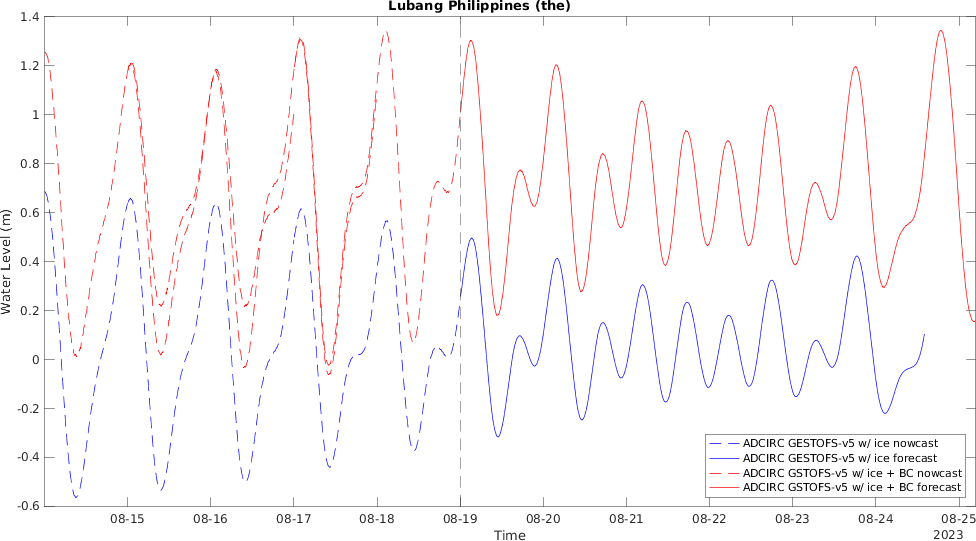 Lubang Philippines (the)
1.4
1.2
1
0.8
0.6
0.4
0.2
0
-0.2
-0.4
-0.6
Water Level (m)
ADCIRC GESTOFS-v5 w/ ice nowcast
ADCIRC GESTOFS-v5 w/ ice forecast
ADCIRC GSTOFS-v5 w/ ice + BC nowcast
ADCIRC GSTOFS-v5 w/ ice + BC forecast
08-15 08-16 08-17 08-18 08-19 08-20 08-21 08-22 08-23 08-24 08-25
Time
2023